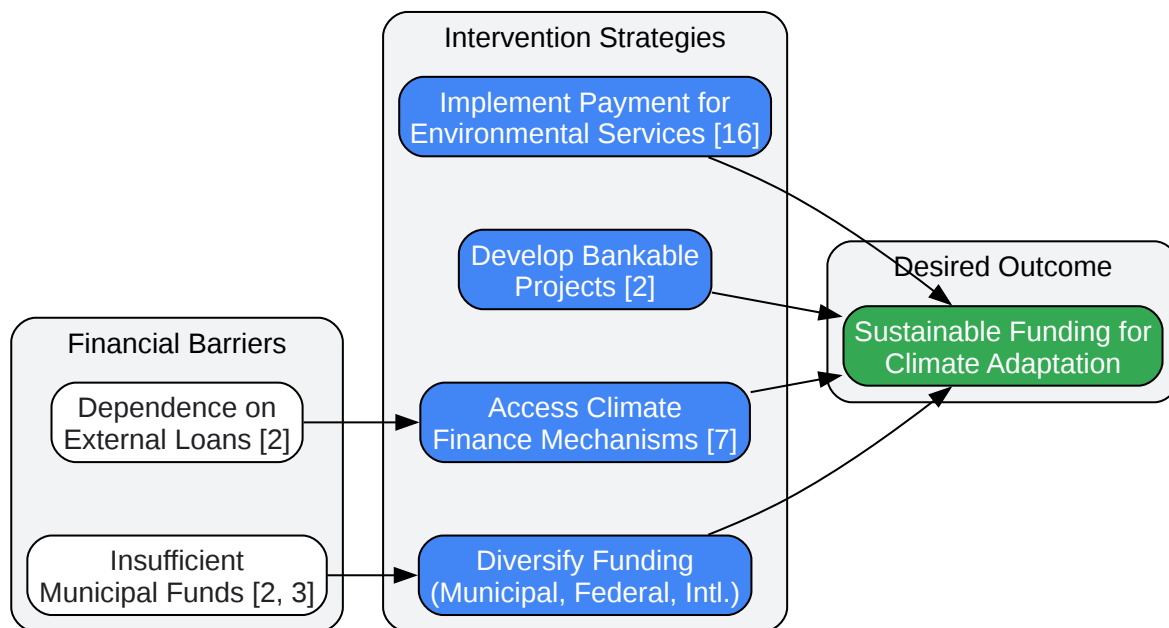 Financial Barriers
Dependence on
External Loans [2]
Insufficient
Municipal Funds [2, 3]
Intervention Strategies
Implement Payment for
Environmental Services [16]
Develop Bankable
Projects [2]
Access Climate
Finance Mechanisms [7]
Diversify Funding
(Municipal, Federal, Intl.)
Desired Outcome
Sustainable Funding for
Climate Adaptation